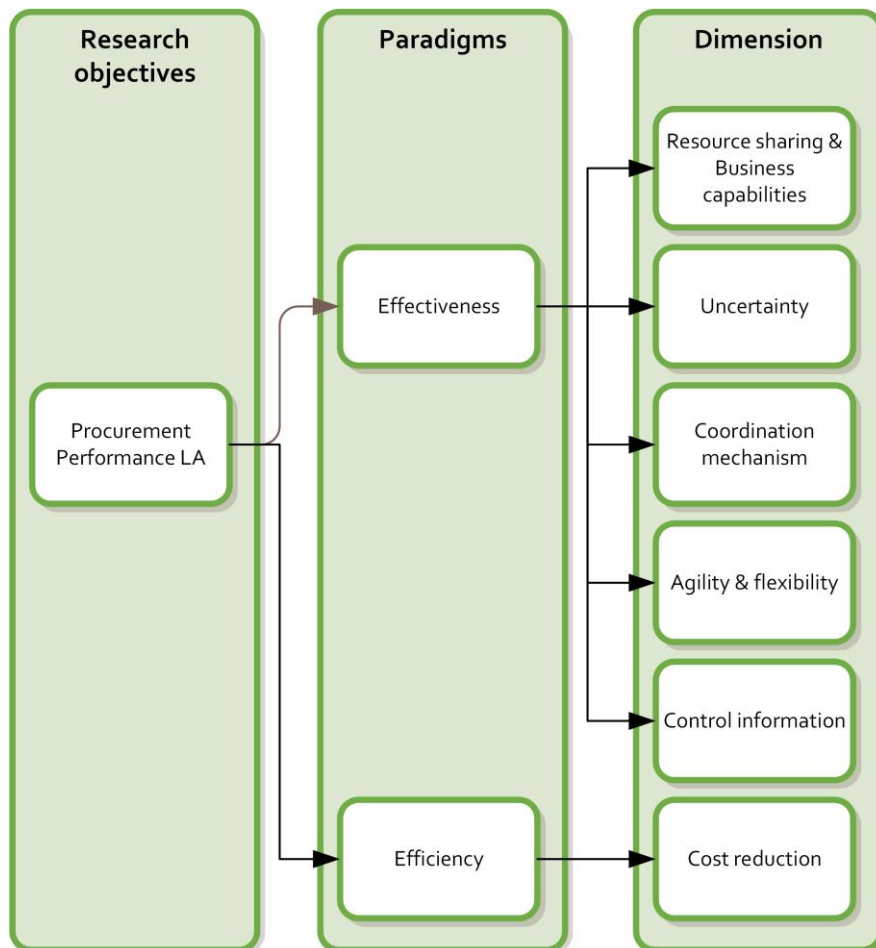 Research
objectives
Paradigms
Dimension
Resource sharing &
Business
capabilities
Effectiveness
Uncertainty
Procurement
Performance LA
Coordination
mechanism
Agility & flexibility
Control information
Efficiency
Cost reduction